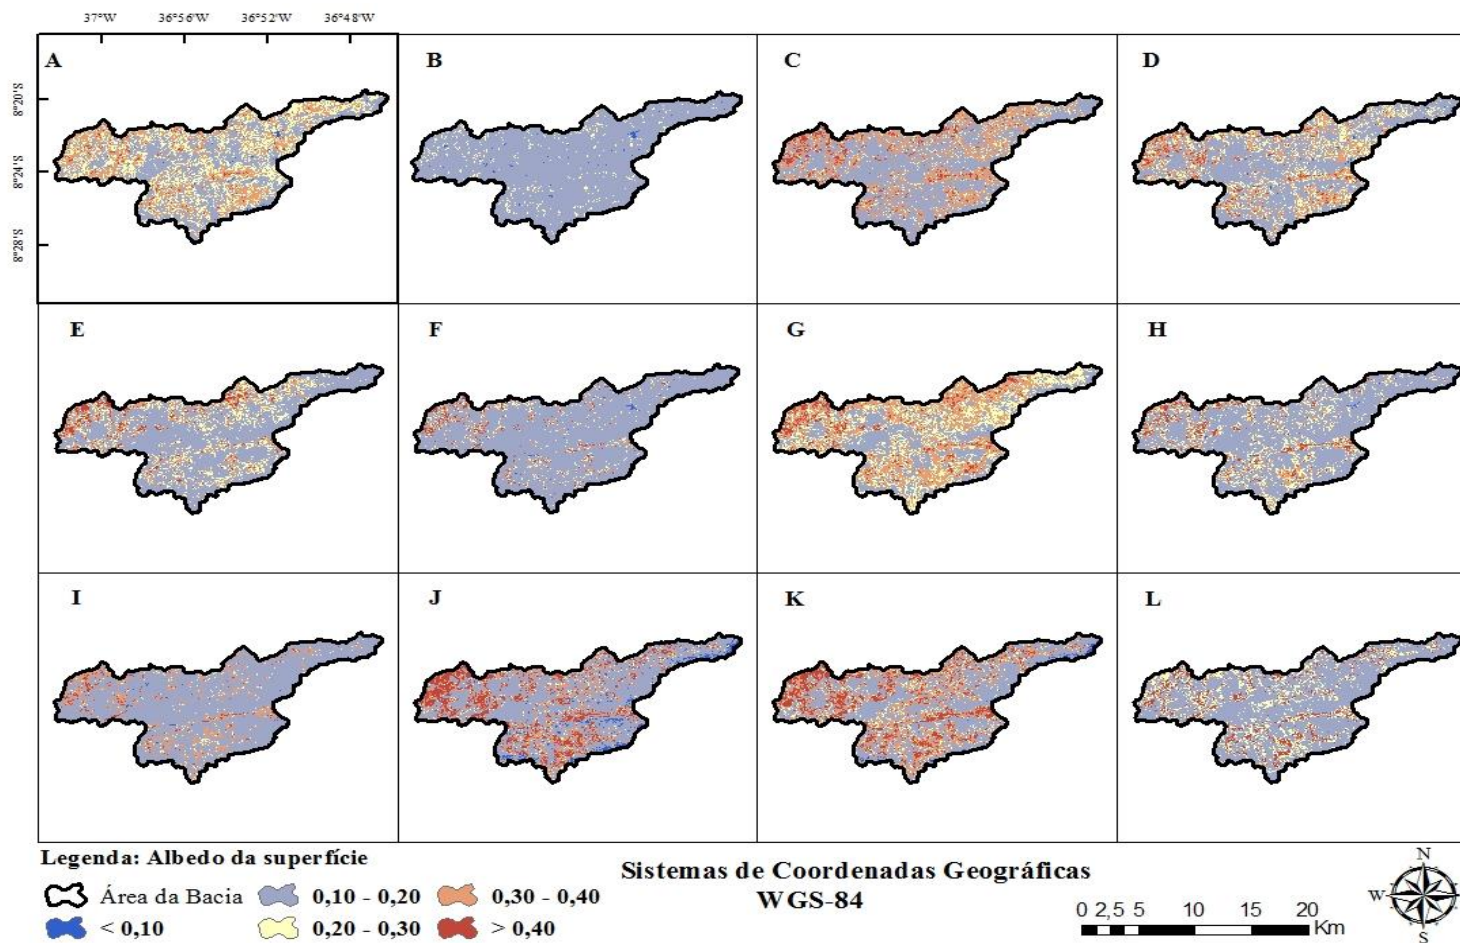 37°W 36°56'W 36°52'W 36°48'W
8°20'S
8°24'S
8°28'S
A
B
C
D
E
F
G
H
I
J
K
L
Legenda: Albedo da superfície
Área da Bacia
0,10 - 0,20
0,30 - 0,40
< 0,10
0,20 - 0,30
> 0,40
Sistemas de Coordenadas Geográficas
WGS-84
0 2,5 5 10 15 20 Km
N
W E
S